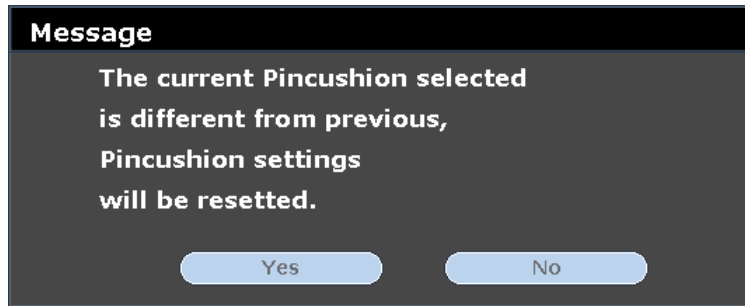 Message
The current Pincushion selected
is different from previous,
Pincushion settings
will be resetted.
Yes No